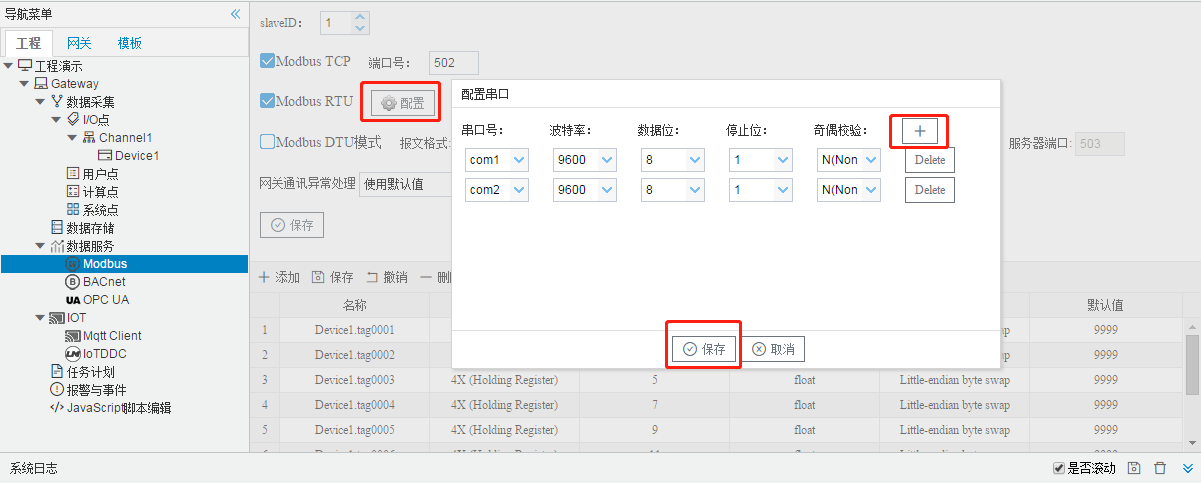 导航菜单
工程 网关 模板
工程演示
Gateway
数据采集
I/O点
Channel1
Device1
用户点
计算点
系统点
数据存储
数据服务
Modbus
BACnet
OPC UA
IOT
Mqtt Client
IoTDDC
任务计划
报警与事件
JavaScript脚本编辑
slaveID： 1
Modbus TCP 端口号： 502
Modbus RTU 配置
Modbus DTU模式 报文格式: 服务器端口: 503
网关通讯异常处理 使用默认值
保存
配置串口
串口号： 波特率： 数据位： 停止位： 奇偶校验：
com1 9600 8 1 N(Non Delete
com2 9600 8 1 N(Non Delete
保存 取消
添加 保存 撤销
名称 默认值
1 Device1.tag0001 9999
2 Device1.tag0002 9999
3 Device1.tag0003 4X (Holding Register) 5 float Little-endian byte swap 9999
4 Device1.tag0004 4X (Holding Register) 7 float Little-endian byte swap 9999
5 Device1.tag0005 4X (Holding Register) 9 float Little-endian byte swap 9999
系统日志 是否滚动